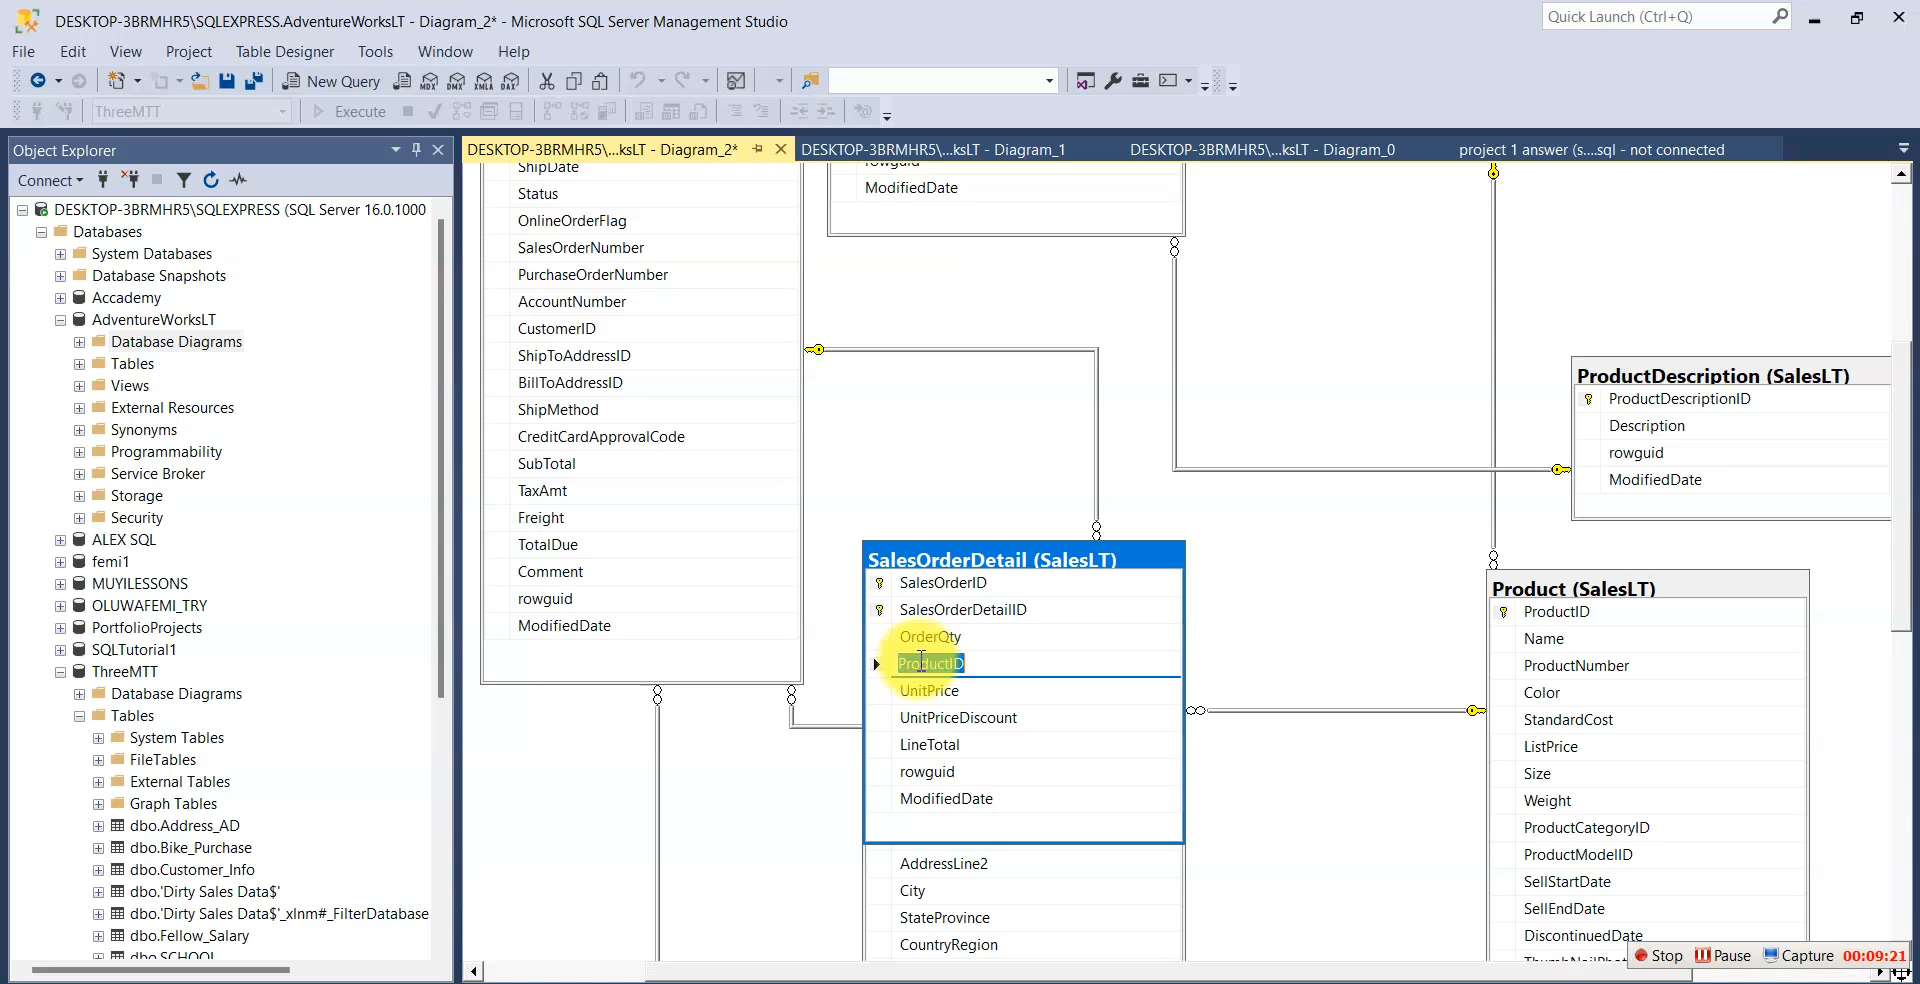 DESKTOP-3BRMHR5\SQLEXPRESS.AdventureWorksLT - Diagram_2* - Microsoft SQL Server Management Studio
Quick Launch (Ctrl+Q)
File Edit View Project Table Designer Tools Window Help
New Query
MDX DMX XMLA DAX
ThreeMTT
Execute
Object Explorer
Connect
DESKTOP-3BRMHR5\SQLEXPRESS (SQL Server 16.0.1000
Databases
System Databases
Database Snapshots
Accademy
AdventureWorksLT
Database Diagrams
Tables
Views
External Resources
Synonyms
Programmability
Service Broker
Storage
Security
ALEX SQL
femi1
MUYILESSONS
OLUWAFEMI_TRY
PortfolioProjects
SQLTutorial1
ThreeMTT
Database Diagrams
Tables
System Tables
FileTables
External Tables
Graph Tables
dbo.Address_AD
dbo.Bike_Purchase
dbo.Customer_Info
dbo.'Dirty Sales Data$'
dbo.'Dirty Sales Data$'_xlnm#_FilterDatabase
dbo.Fellow_Salary
dbo.SCHOOL
DESKTOP-3BRMHR5\...ksLT - Diagram_2*
DESKTOP-3BRMHR5\...ksLT - Diagram_1
DESKTOP-3BRMHR5\...ksLT - Diagram_0
project 1 answer (s....sql - not connected
ShipDate
Status
OnlineOrderFlag
SalesOrderNumber
PurchaseOrderNumber
AccountNumber
CustomerID
ShipToAddressID
BillToAddressID
ShipMethod
CreditCardApprovalCode
SubTotal
TaxAmt
Freight
TotalDue
Comment
rowguid
ModifiedDate
rowguid
ModifiedDate
SalesOrderDetail (SalesLT)
SalesOrderID
SalesOrderDetailID
OrderQty
ProductID
UnitPrice
UnitPriceDiscount
LineTotal
rowguid
ModifiedDate
AddressLine2
City
StateProvince
CountryRegion
ProductDescription (SalesLT)
ProductDescriptionID
Description
rowguid
ModifiedDate
Product (SalesLT)
ProductID
Name
ProductNumber
Color
StandardCost
ListPrice
Size
Weight
ProductCategoryID
ProductModelID
SellStartDate
SellEndDate
DiscontinuedDate
Stop Pause Capture 00:09:21